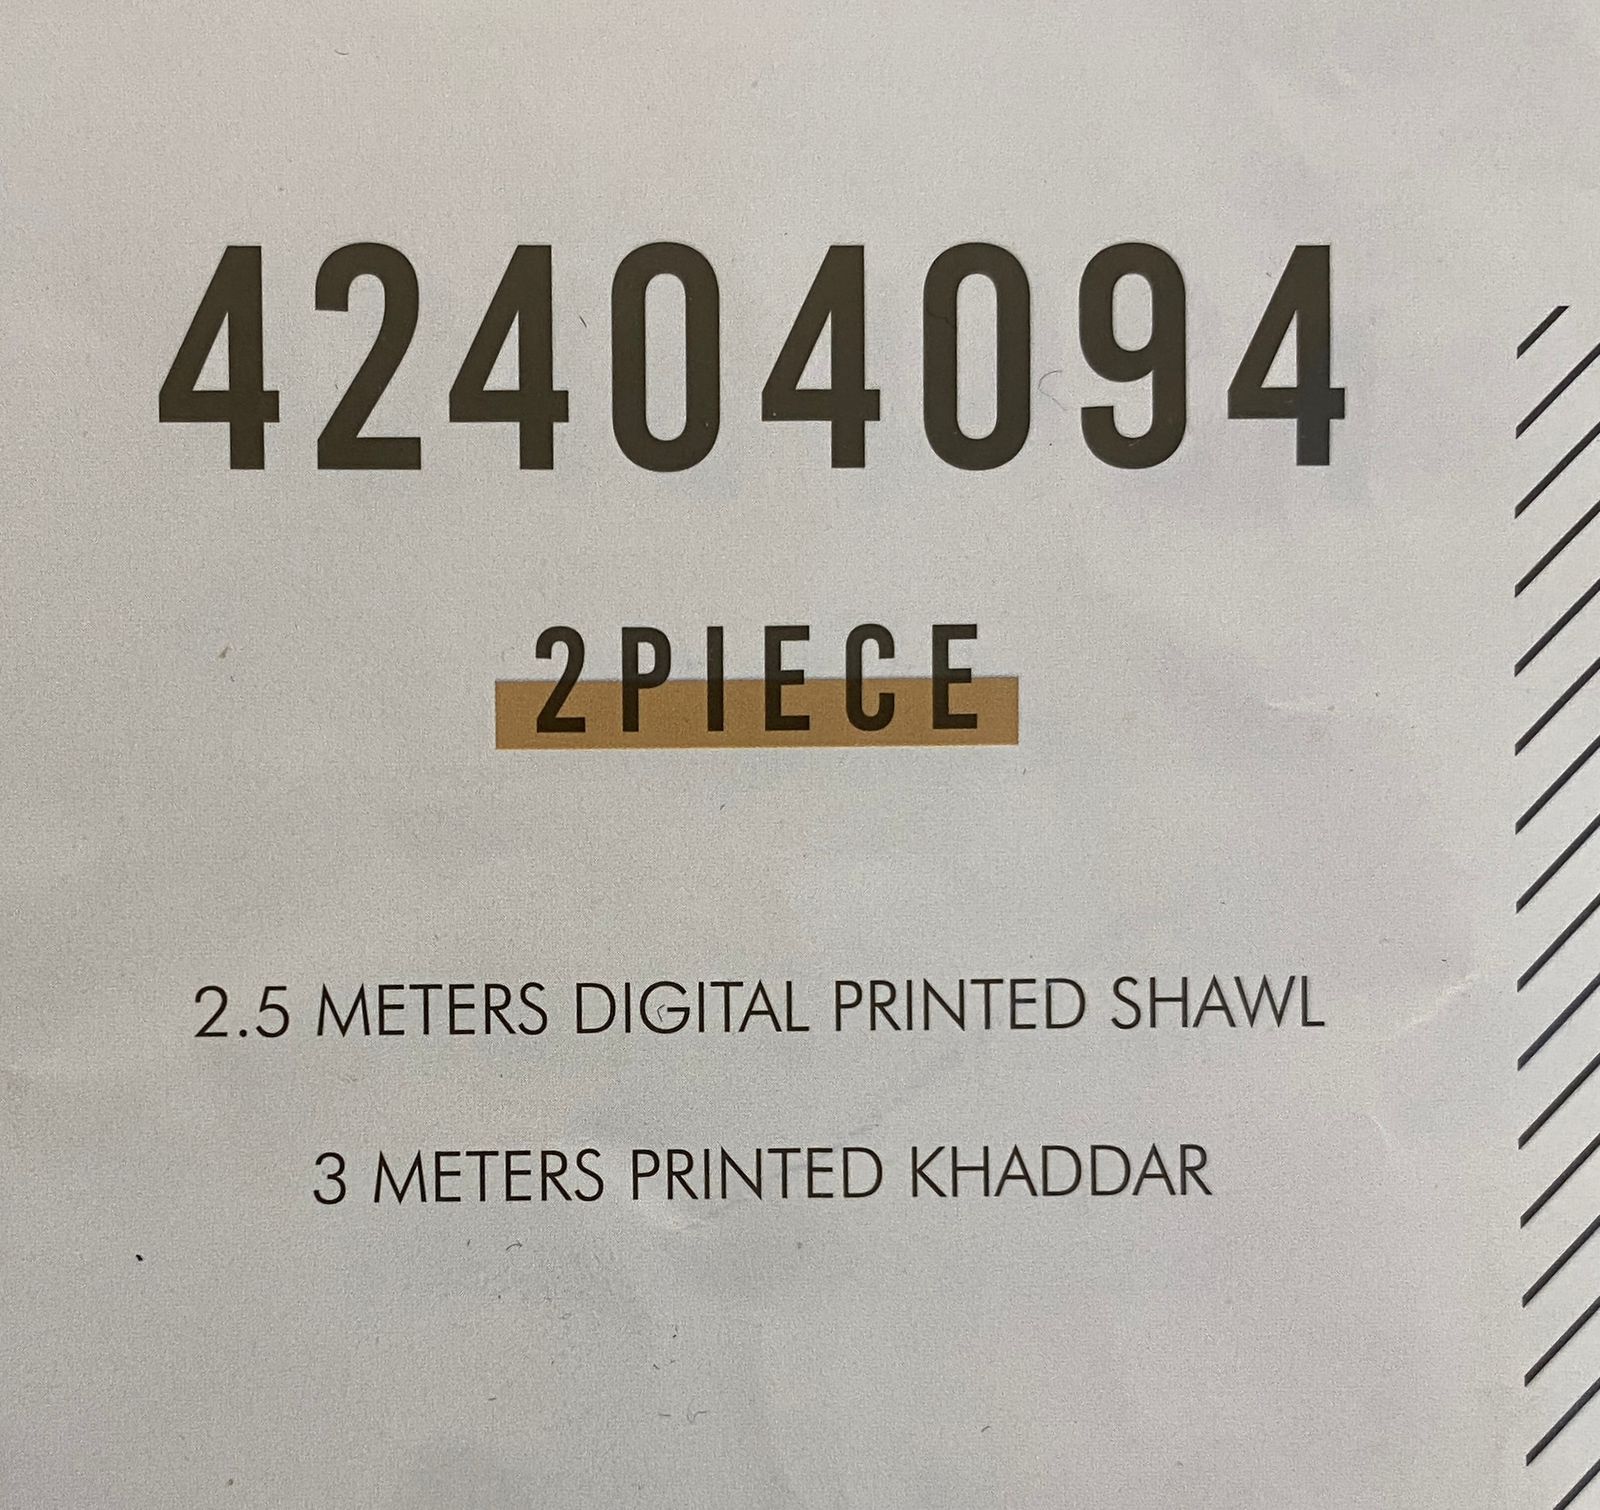 42404094
2PIECE
2.5 METERS DIGITAL PRINTED SHAWL
3 METERS PRINTED KHADDAR